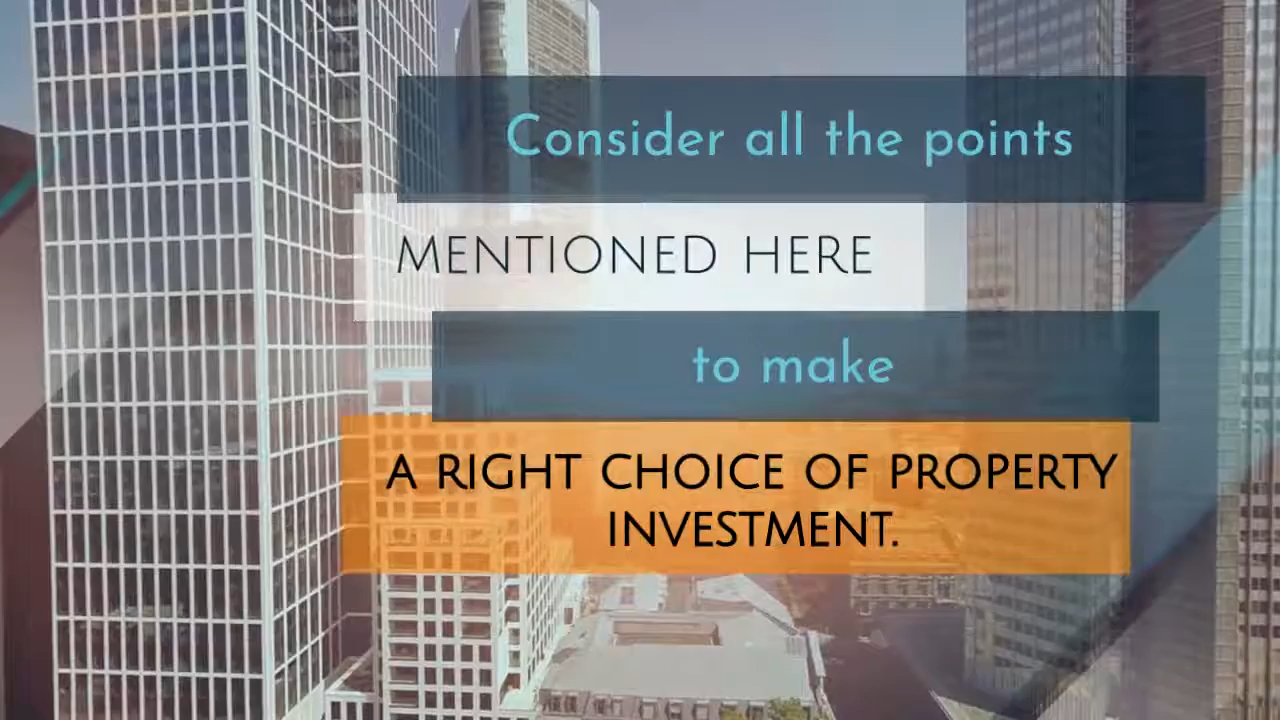 Consider all the points
MENTIONED HERE
to make
A RIGHT CHOICE OF PROPERTY
INVESTMENT.